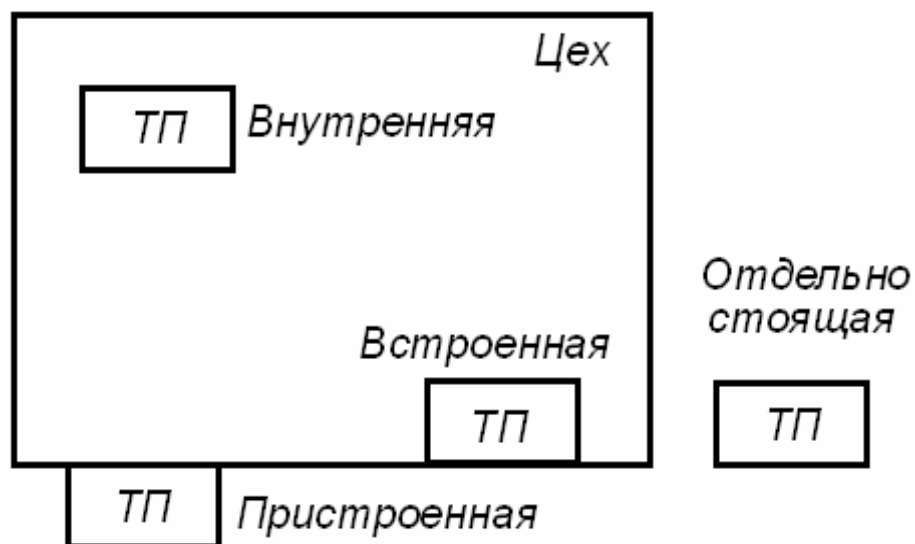 Цех
ТП Внутренняя
Отдельно
стоящая
Встроенная
ТП
ТП
ТП Пристроенная